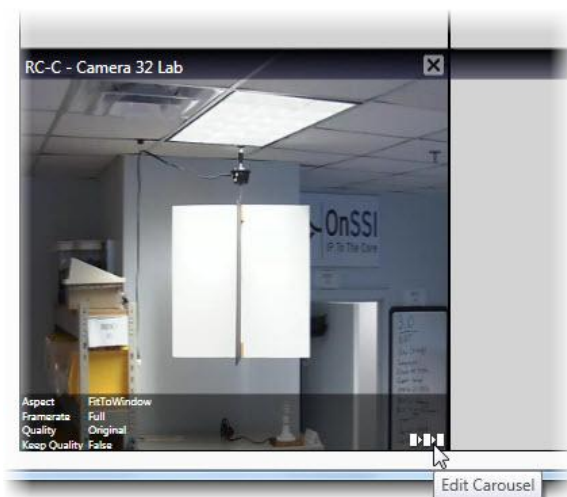 RC-C - Camera 32 Lab
OnSSI
IP To The Core
Aspect FitToWindow
Framerate Full
Quality Original
Keep Quality False
Edit Carousel